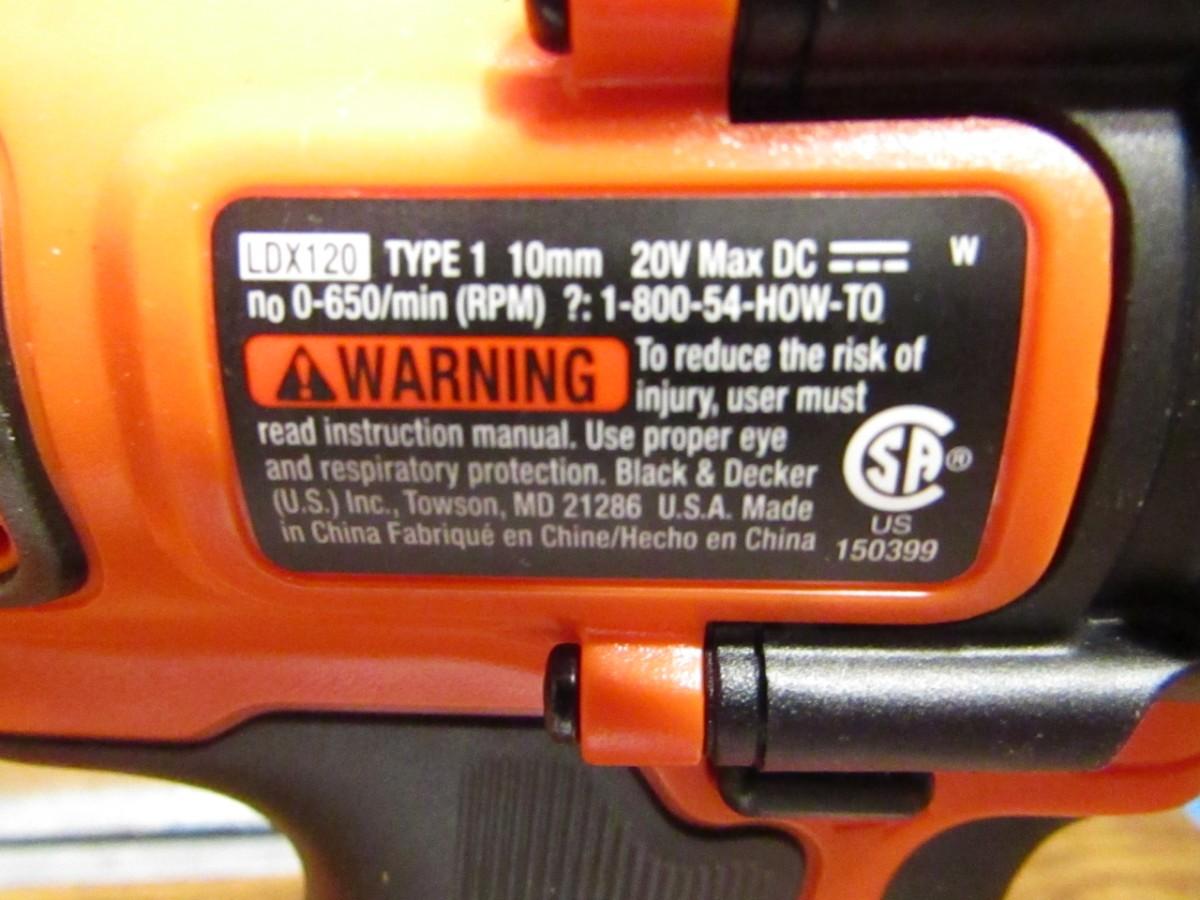 LDX120 TYPE 1 10mm 20V Max DC W
no 0-650/min (RPM) ?: 1-800-54-HOW-TO
WARNING To reduce the risk of
injury, user must
read instruction manual. Use proper eye
and respiratory protection. Black & Decker
(U.S.) Inc., Towson, MD 21286 U.S.A. Made
in China Fabriqué en Chine/Hecho en China
SA®
US
150399